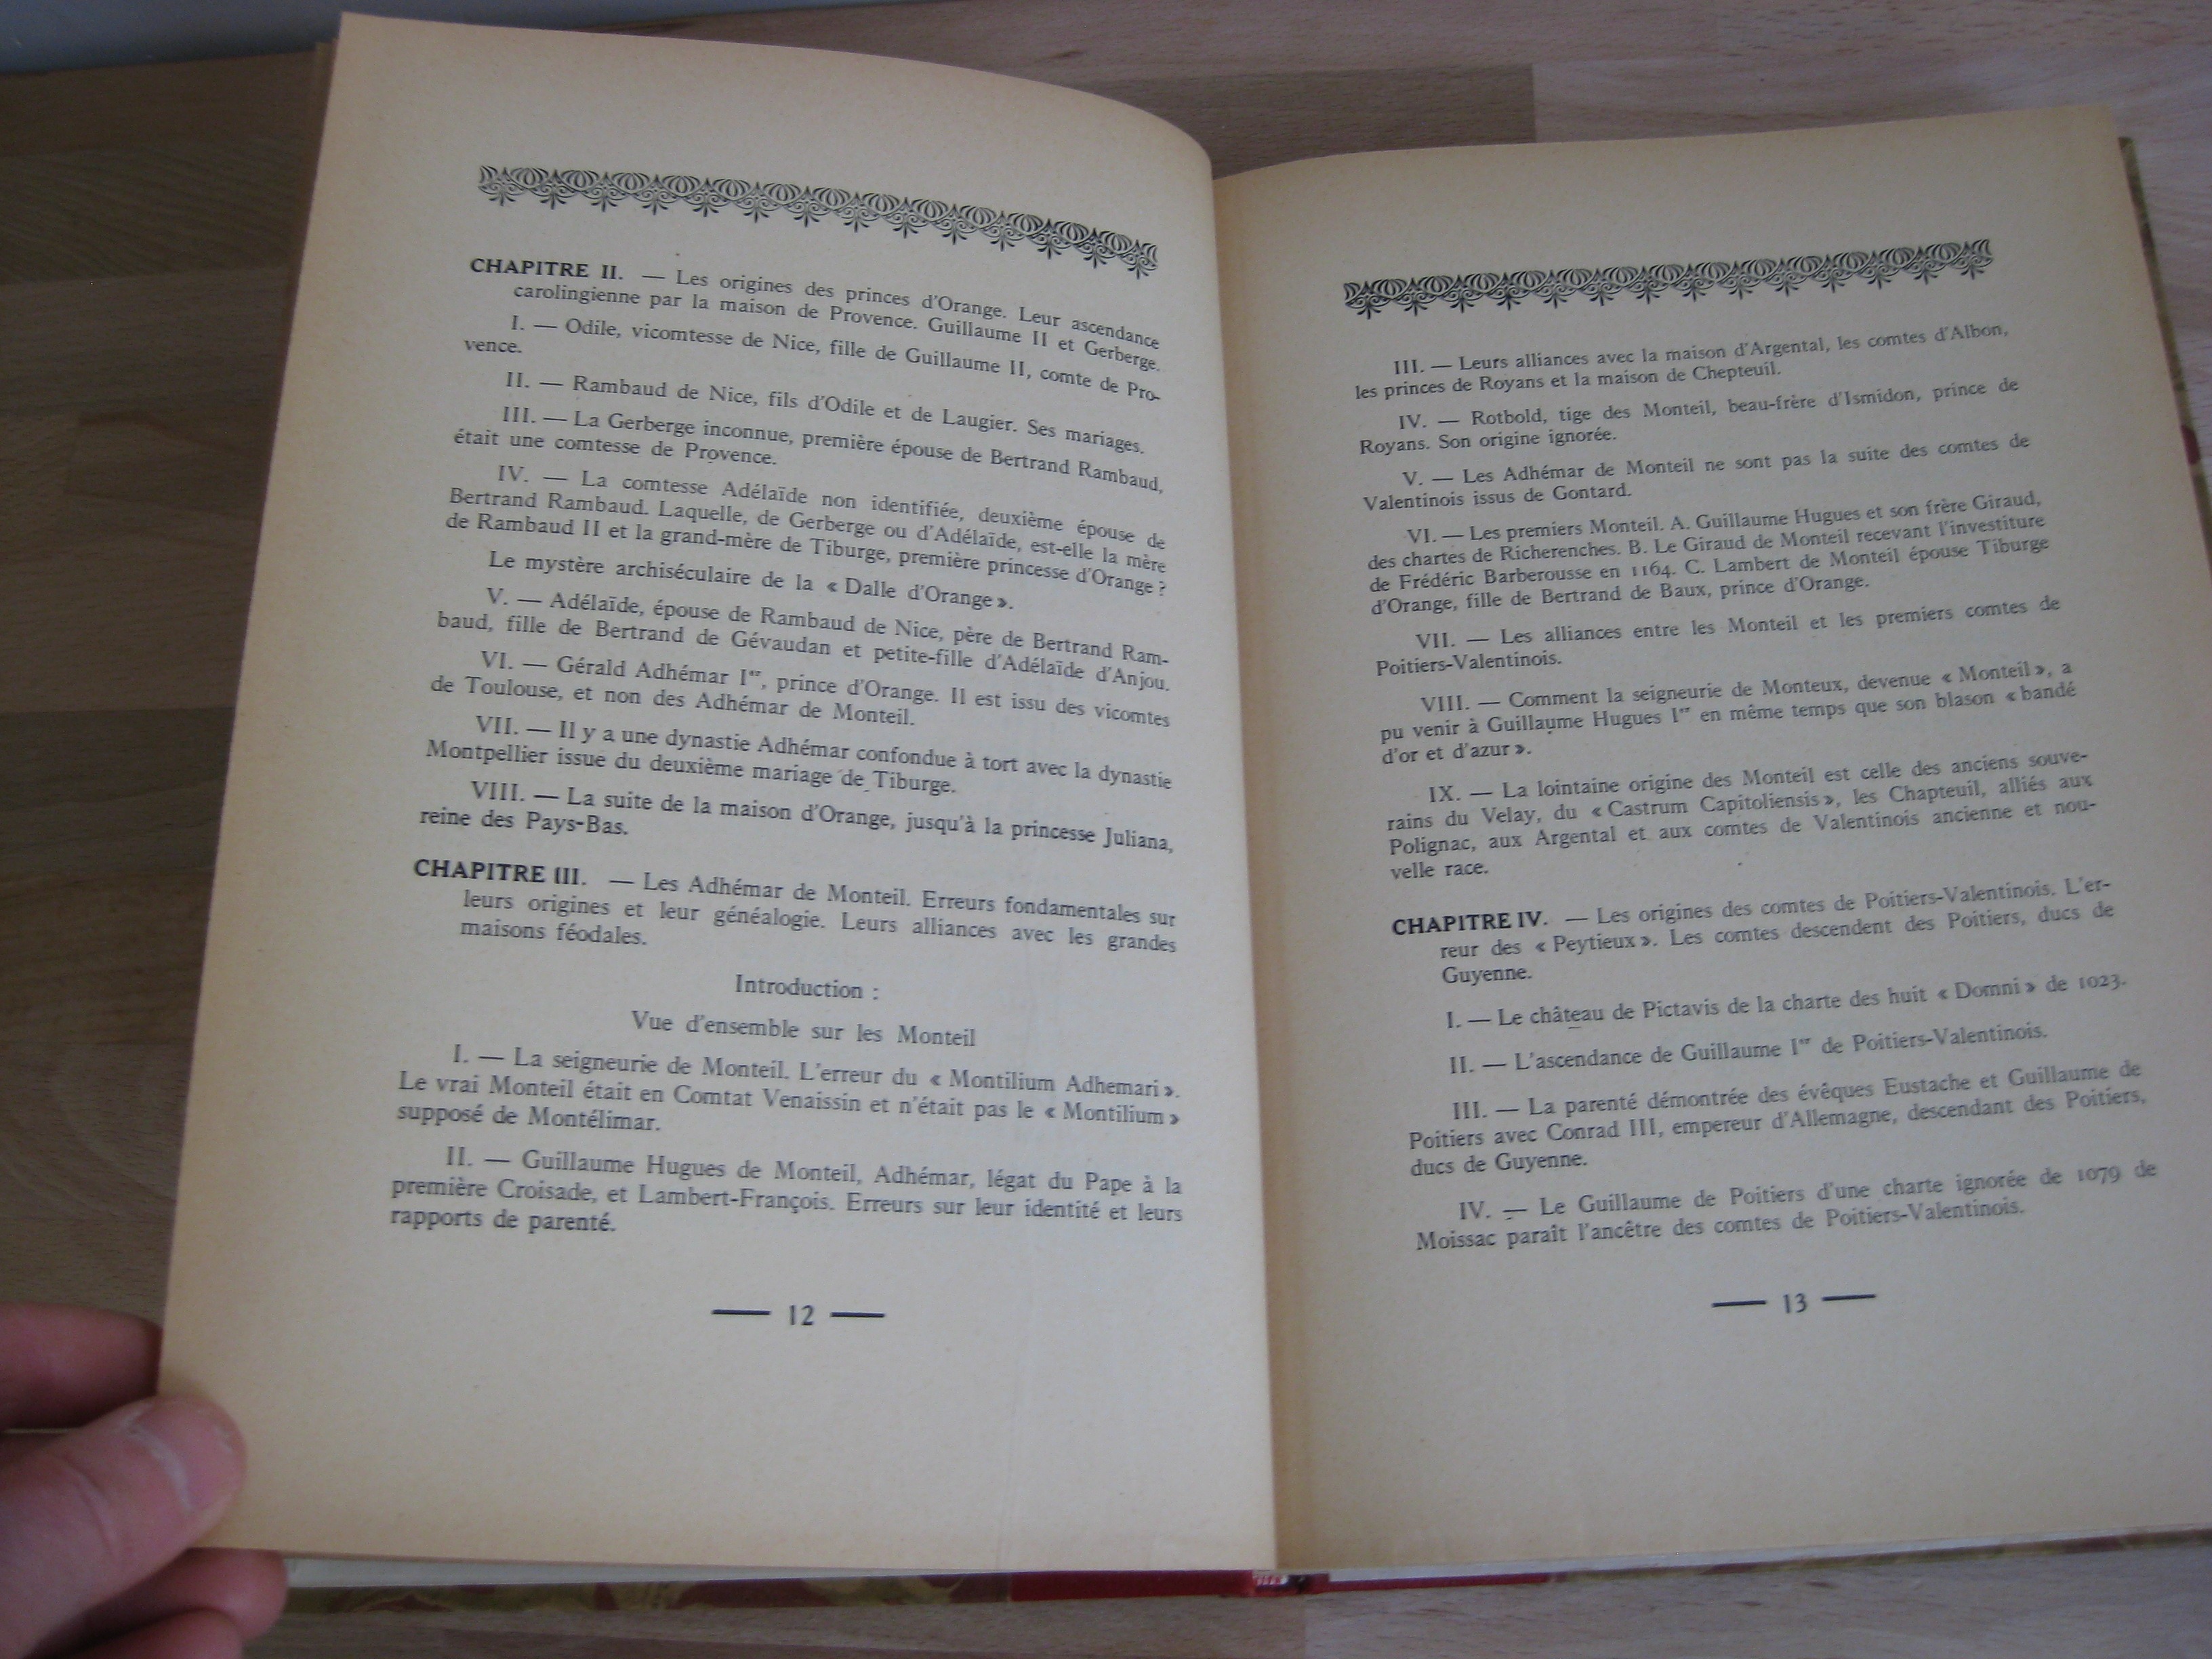 CHAPITRE II. — Les origines des princes d'Orange. Leur ascendance
carolingienne par la maison de Provence. Guillaume II et Gerberge.
I. — Odile, vicomtesse de Nice, fille de Guillaume II, comte de Pro-
vence.
II. — Rambaud de Nice, fils d'Odile et de Laugier. Ses mariages.
III. — La Gerberge inconnue, première épouse de Bertrand Rambaud,
était une comtesse de Provence.
IV. — La comtesse Adélaïde non identifiée, deuxième épouse de
Bertrand Rambaud. Laquelle, de Gerberge ou d'Adélaïde, est-elle la mère
de Rambaud II et la grand-mère de Tiburge, première princesse d'Orange ?
Le mystère archiséculaire de la « Dalle d'Orange ».
V. — Adélaïde, épouse de Rambaud de Nice, père de Bertrand Ram-
baud, fille de Bertrand de Gévaudan et petite-fille d'Adélaïde d'Anjou.
VI. — Gérald Adhémar Ier, prince d'Orange. Il est issu des vicomtes
de Toulouse, et non des Adhémar de Monteil.
VII. — Il y a une dynastie Adhémar confondue à tort avec la dynastie
Montpellier issue du deuxième mariage de Tiburge.
VIII. — La suite de la maison d'Orange, jusqu'à la princesse Juliana,
reine des Pays-Bas.
CHAPITRE III. — Les Adhémar de Monteil. Erreurs fondamentales sur
leurs origines et leur généalogie. Leurs alliances avec les grandes
maisons féodales.
Introduction :
Vue d'ensemble sur les Monteil
I. — La seigneurie de Monteil. L'erreur du « Montilium Adhemari ».
Le vrai Monteil était en Comtat Venaissin et n'était pas le « Montilium »
supposé de Montélimar.
II. — Guillaume Hugues de Monteil, Adhémar, légat du Pape à la
première Croisade, et Lambert-François. Erreurs sur leur identité et leurs
rapports de parenté.
— 12 —
III. — Leurs alliances avec la maison d'Argental, les comtes d'Albon,
les princes de Royans et la maison de Chepteuil.
IV. — Rotbold, tige des Monteil, beau-frère d'Ismidon, prince de
Royans. Son origine ignorée.
V. — Les Adhémar de Monteil ne sont pas la suite des comtes de
Valentinois issus de Gontard.
VI. — Les premiers Monteil. A. Guillaume Hugues et son frère Giraud,
des chartes de Richerenches. B. Le Giraud de Monteil recevant l'investiture
de Frédéric Barberousse en 1164. C. Lambert de Monteil épouse Tiburge
d'Orange, fille de Bertrand de Baux, prince d'Orange.
VII. — Les alliances entre les Monteil et les premiers comtes de
Poitiers-Valentinois.
VIII. — Comment la seigneurie de Monteux, devenue « Monteil », a
pu venir à Guillaume Hugues Ier en même temps que son blason « bandé
d'or et d'azur ».
IX. — La lointaine origine des Monteil est celle des anciens souve-
rains du Velay, du « Castrum Capitoliensis », les Chapteuil, alliés aux
Polignac, aux Argental et aux comtes de Valentinois ancienne et nou-
velle race.
CHAPITRE IV. — Les origines des comtes de Poitiers-Valentinois. L'er-
reur des « Peytieux ». Les comtes descendent des Poitiers, ducs de
Guyenne.
I. — Le château de Pictavis de la charte des huit « Domni » de 1023.
II. — L'ascendance de Guillaume Ier de Poitiers-Valentinois.
III. — La parenté démontrée des évêques Eustache et Guillaume de
Poitiers avec Conrad III, empereur d'Allemagne, descendant des Poitiers,
ducs de Guyenne.
IV. — Le Guillaume de Poitiers d'une charte ignorée de 1079 de
Moissac paraît l'ancêtre des comtes de Poitiers-Valentinois.
— 13 —